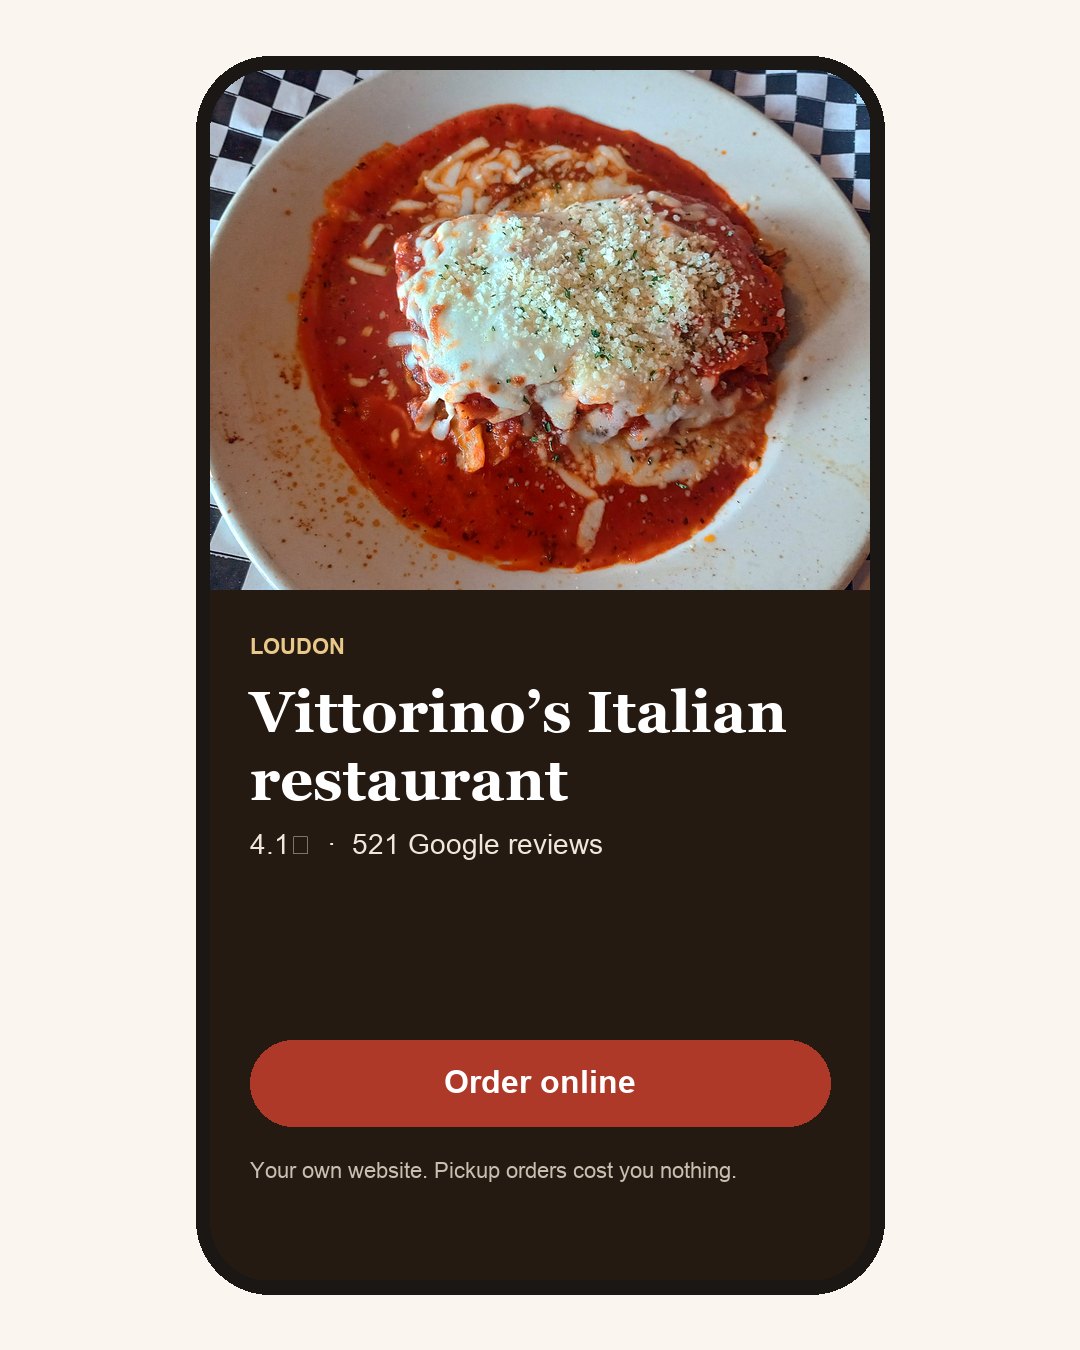 LOUDON
Vittorino’s Italian
restaurant
4.1□ · 521 Google reviews
Order online
Your own website. Pickup orders cost you nothing.